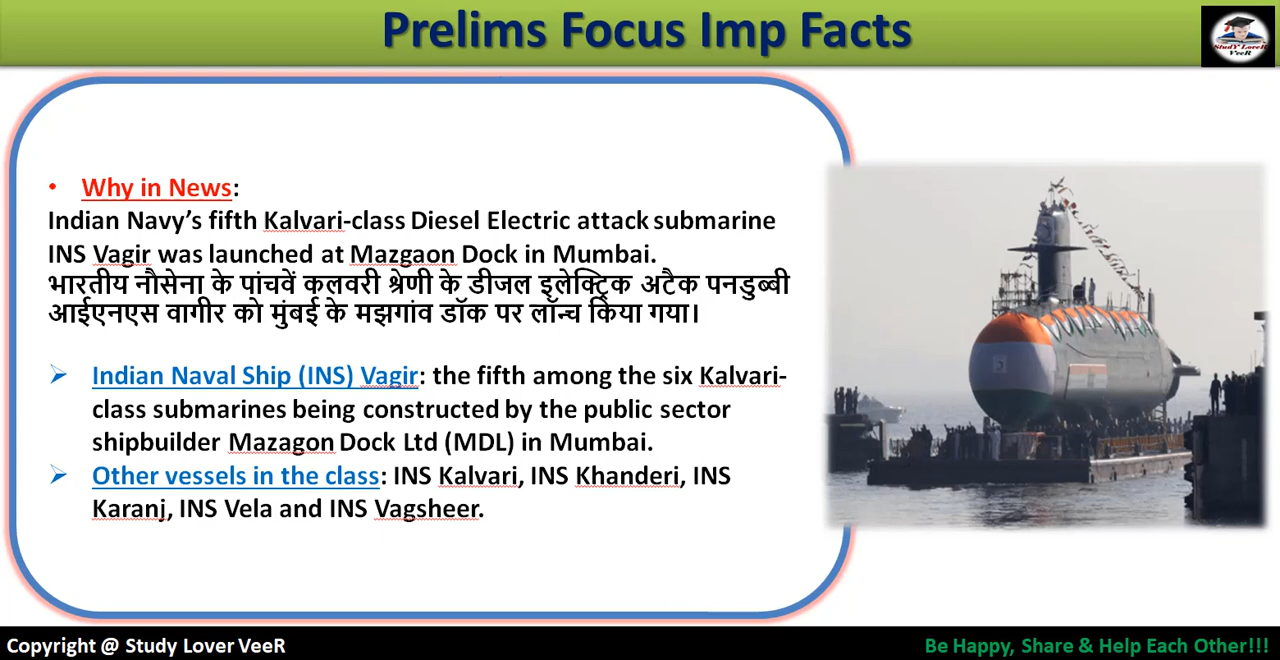 Prelims Focus Imp Facts
StudY LoveR
VeeR
• Why in News:
Indian Navy’s fifth Kalvari-class Diesel Electric attack submarine
INS Vagir was launched at Mazgaon Dock in Mumbai.
भारतीय नौसेना के पांचवें कलवरी श्रेणी के डीजल इलेक्ट्रिक अटैक पनडुब्बी
आईएनएस वागीर को मुंबई के मझगांव डॉक पर लॉन्च किया गया।
➢ Indian Naval Ship (INS) Vagir: the fifth among the six Kalvari-
class submarines being constructed by the public sector
shipbuilder Mazagon Dock Ltd (MDL) in Mumbai.
➢ Other vessels in the class: INS Kalvari, INS Khanderi, INS
Karanj, INS Vela and INS Vagsheer.
Copyright @ Study Lover VeeR
Be Happy, Share & Help Each Other!!!